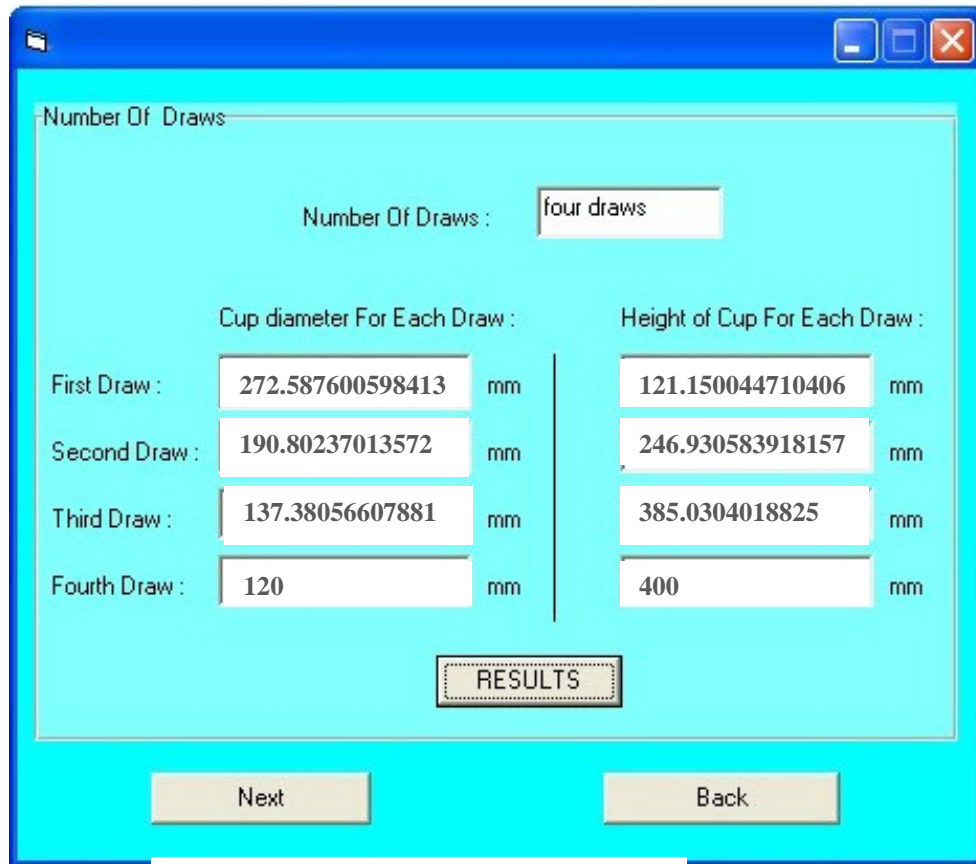 Number Of Draws
Number Of Draws : four draws
Cup diameter For Each Draw : Height of Cup For Each Draw :
First Draw : 272.587600598413 mm 121.150044710406 mm
Second Draw : 190.80237013572 mm 246.930583918157 mm
Third Draw : 137.38056607881 mm 385.0304018825 mm
Fourth Draw : 120 mm 400 mm
RESULTS
Next Back